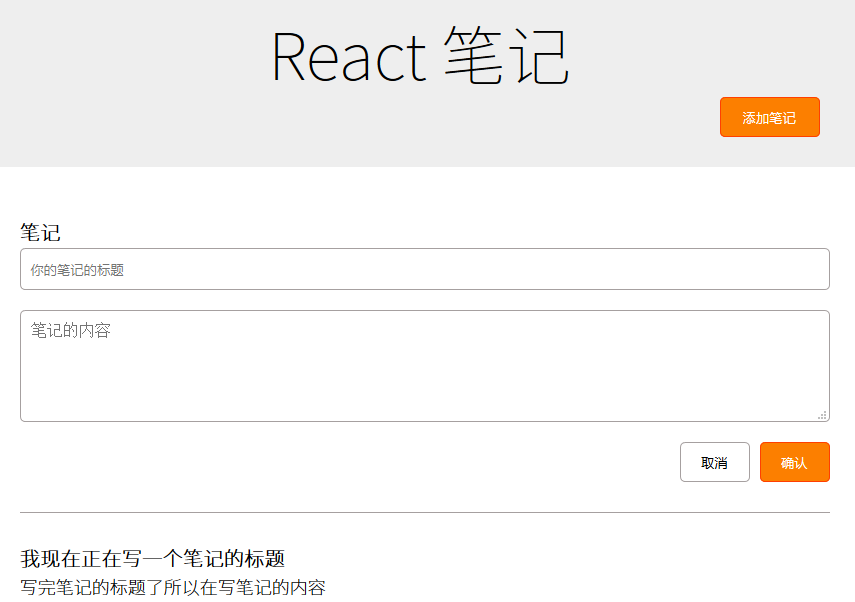 React 笔记
添加笔记
笔记
你的笔记的标题
笔记的内容
取消
确认
我现在正在写一个笔记的标题
写完笔记的标题了所以在写笔记的内容